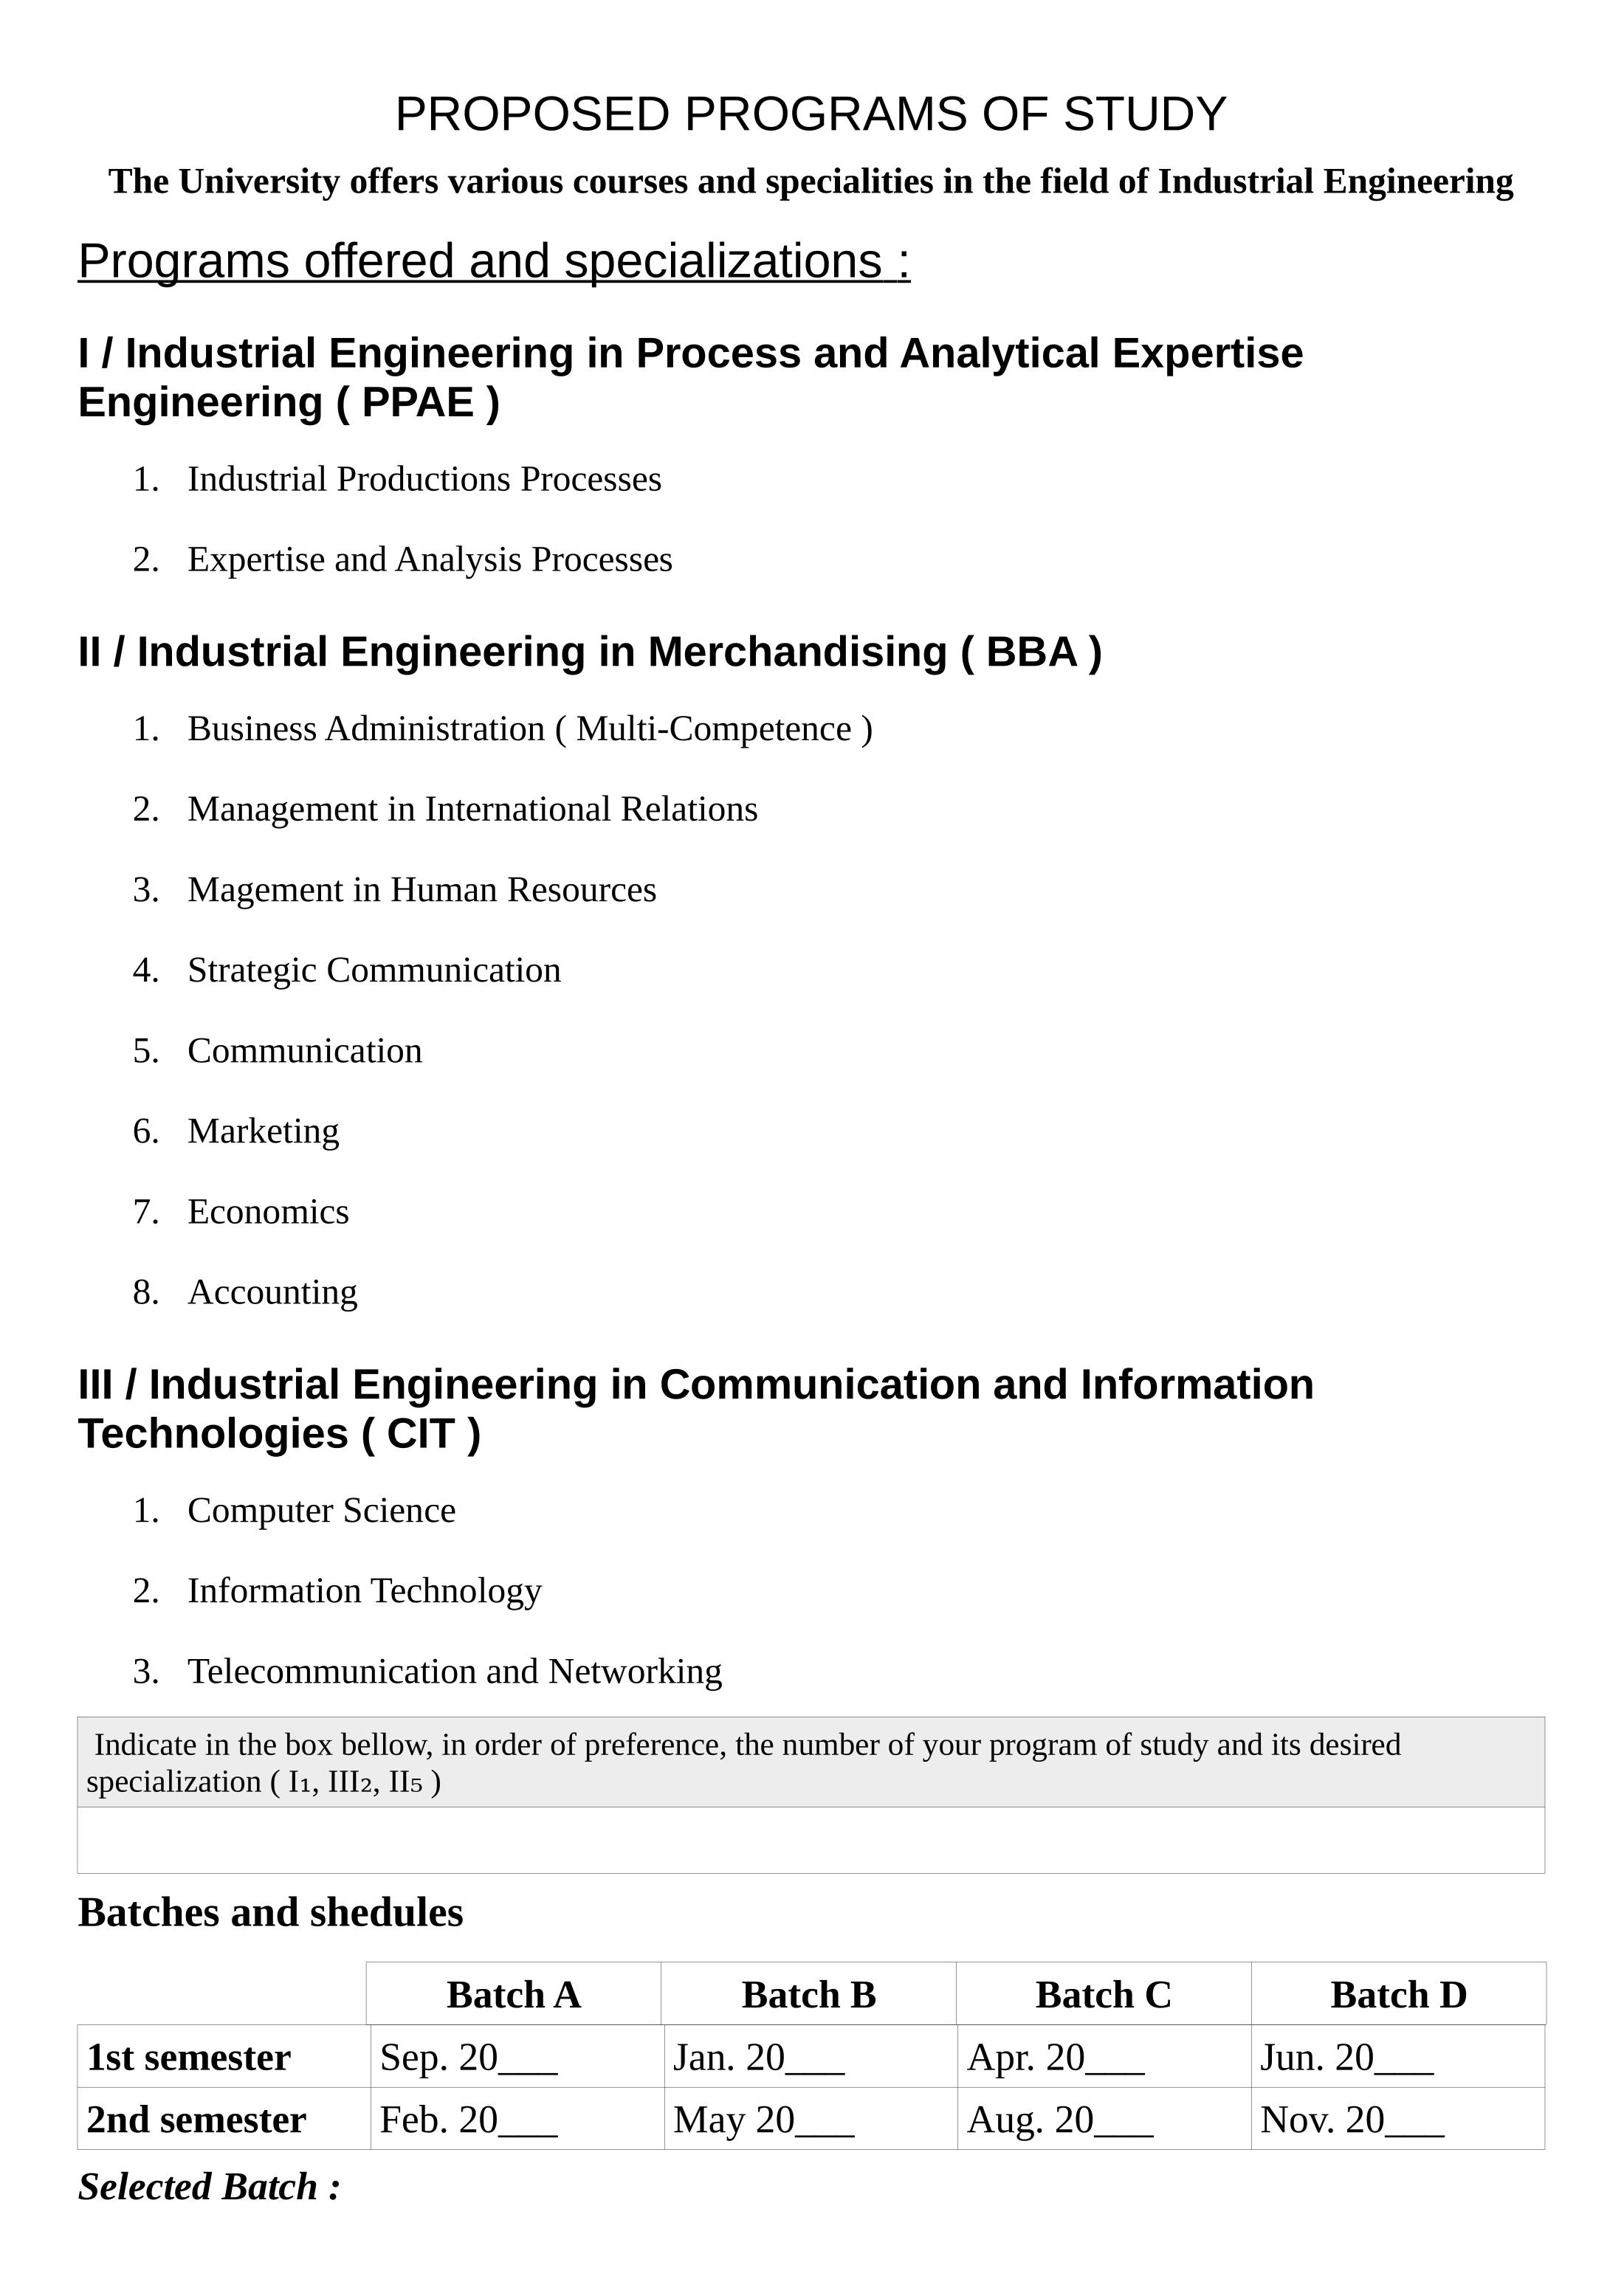 PROPOSED PROGRAMS OF STUDY
The University offers various courses and specialities in the field of Industrial Engineering
Programs offered and specializations :
I / Industrial Engineering in Process and Analytical Expertise
Engineering ( PPAE )
1. Industrial Productions Processes
2. Expertise and Analysis Processes
II / Industrial Engineering in Merchandising ( BBA )
1. Business Administration ( Multi-Competence )
2. Management in International Relations
3. Magement in Human Resources
4. Strategic Communication
5. Communication
6. Marketing
7. Economics
8. Accounting
III / Industrial Engineering in Communication and Information
Technologies ( CIT )
1. Computer Science
2. Information Technology
3. Telecommunication and Networking
Indicate in the box bellow, in order of preference, the number of your program of study and its desired
specialization ( I₁, III₂, II₅ )
Batches and shedules
Batch A Batch B Batch C Batch D
1st semester Sep. 20___ Jan. 20___ Apr. 20___ Jun. 20___
2nd semester Feb. 20___ May 20___ Aug. 20___ Nov. 20___
Selected Batch :